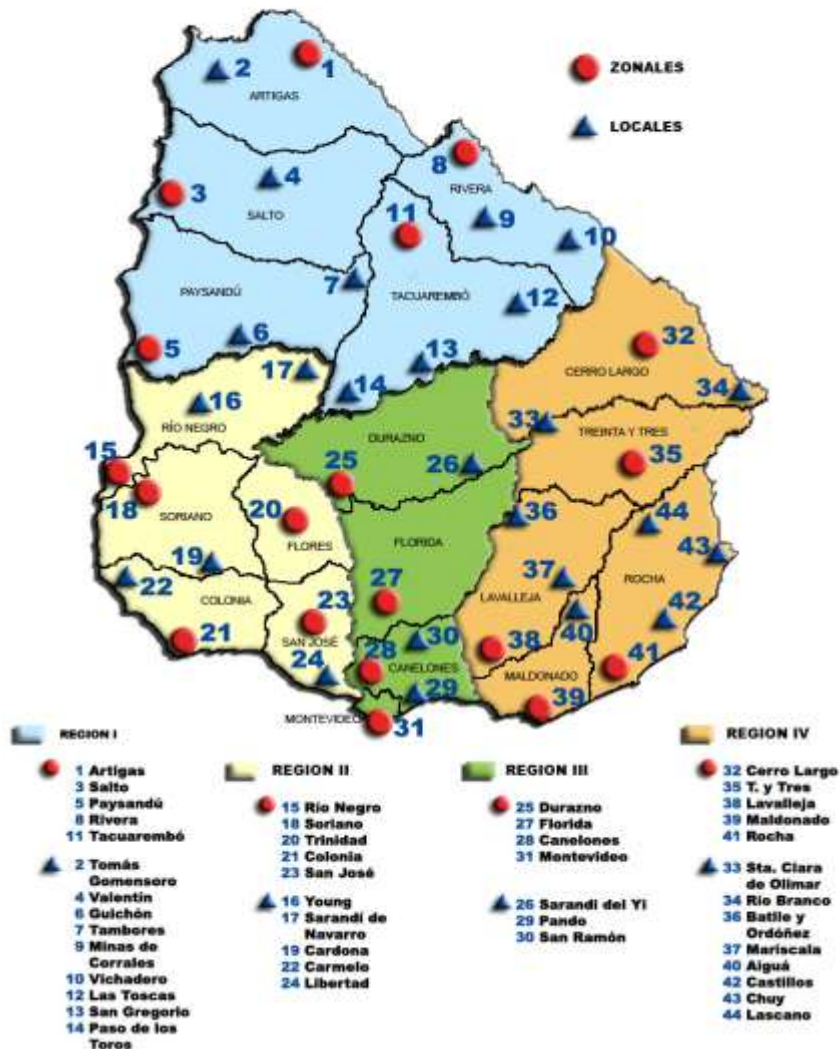 2
1
ARTIGAS
ZONALES
LOCALES
8
RIVERA
3
4
SALTO
11
9
10
7
PAYSANDÚ
TACUAREMBÓ
12
5
6
17
13
32
CERRO LARGO
14
34
16
RÍO NEGRO
DURAZNO
33
TREINTA Y TRES
15
25
26
35
18
SORIANO
20
FLORES
36
44
FLORIDA
43
19
22
COLONIA
37
LAVALLEJA
ROCHA
27
23
40
42
21
SAN JOSÉ
30
38
24
28
CANELONES
41
29
MALDONADO
39
MONTEVIDEO
31
REGION I
1 Artigas
3 Salto
5 Paysandú
8 Rivera
11 Tacuarembó
2 Tomás
Gomensoro
4 Valentín
6 Guichón
7 Tambores
9 Minas de
Corrales
10 Vichadero
12 Las Toscas
13 San Gregorio
14 Paso de los
Toros
REGION II
15 Río Negro
18 Soriano
20 Trinidad
21 Colonia
23 San José
16 Young
17 Sarandí de
Navarro
19 Cardona
22 Carmelo
24 Libertad
REGION III
25 Durazno
27 Florida
28 Canelones
31 Montevideo
26 Sarandí del Yí
29 Pando
30 San Ramón
REGION IV
32 Cerro Largo
35 T. y Tres
38 Lavalleja
39 Maldonado
41 Rocha
33 Sta. Clara
de Olimar
34 Río Branco
36 Batlle y
Ordóñez
37 Mariscala
40 Aiguá
42 Castillos
43 Chuy
44 Lascano